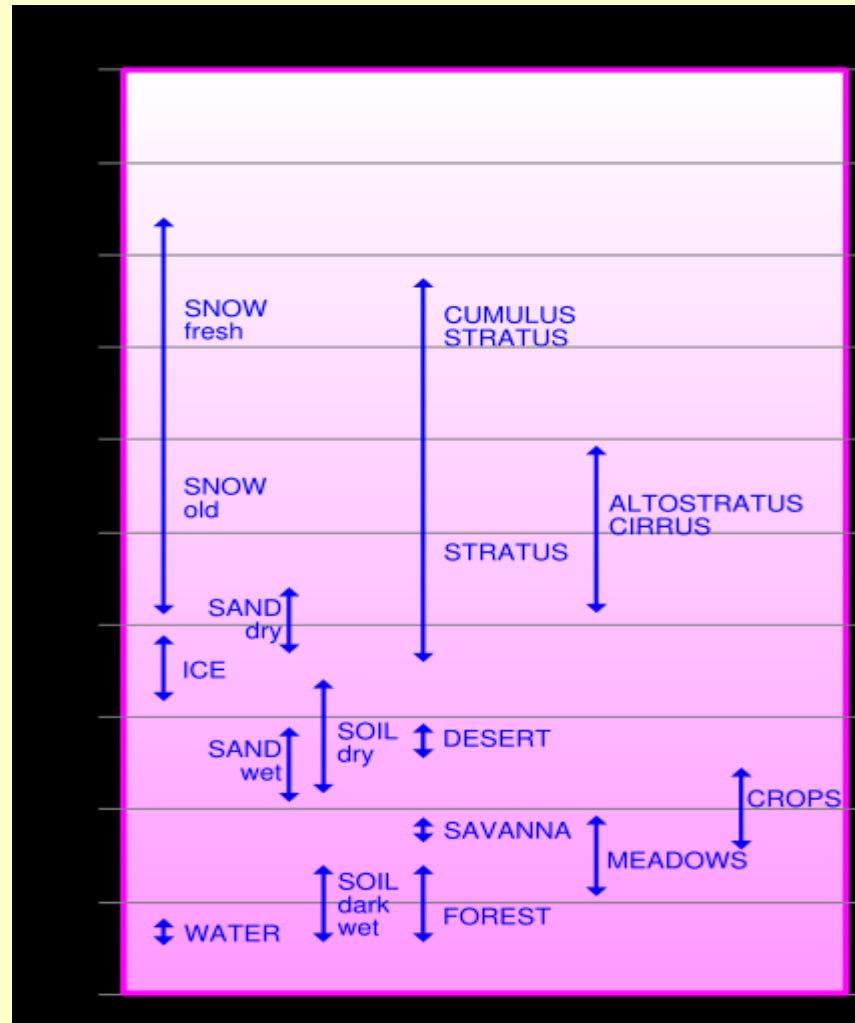 SNOW
fresh
CUMULUS
STRATUS
SNOW
old
ALTOSTRATUS
CIRRUS
STRATUS
SAND
dry
ICE
SOIL
dry
DESERT
SAND
wet
CROPS
SAVANNA
MEADOWS
SOIL
dark
wet
FOREST
WATER